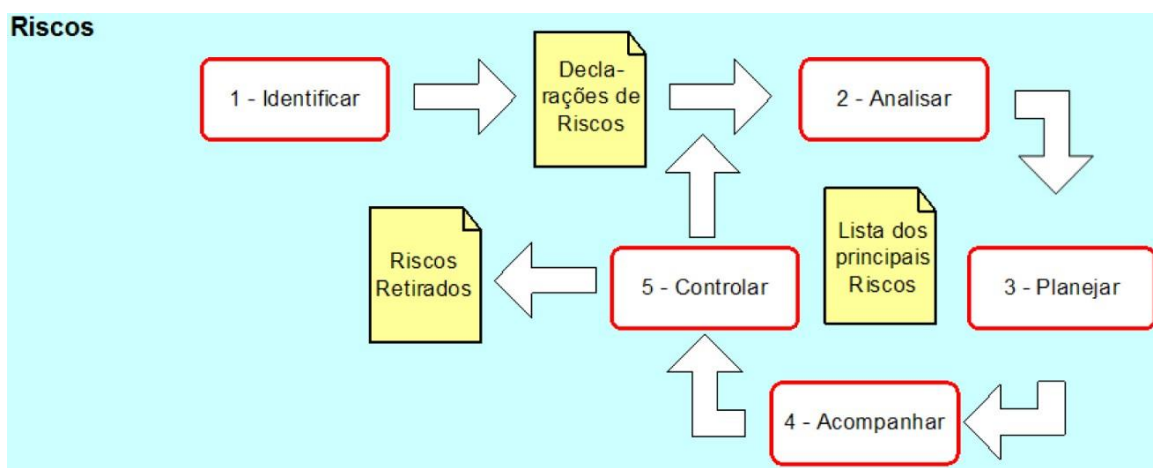 Riscos
1 - Identificar
Decla-
rações de
Riscos
2 - Analisar
Riscos
Retirados
5 - Controlar
Lista dos
principais
Riscos
3 - Planejar
4 - Acompanhar